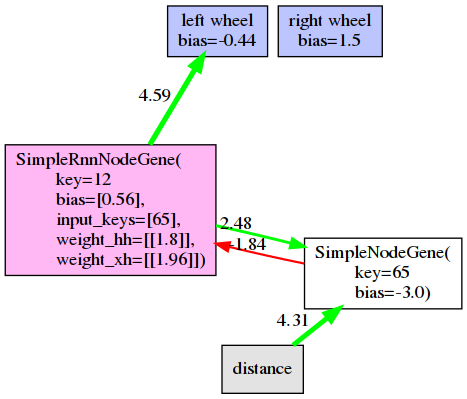 left wheel
bias=-0.44
right wheel
bias=1.5
4.59
SimpleRnnNodeGene(
key=12
bias=[0.56],
input_keys=[65],
weight_hh=[[1.8]],
weight_xh=[[1.96]])
2.48
-1.84
SimpleNodeGene(
key=65
bias=-3.0)
4.31
distance